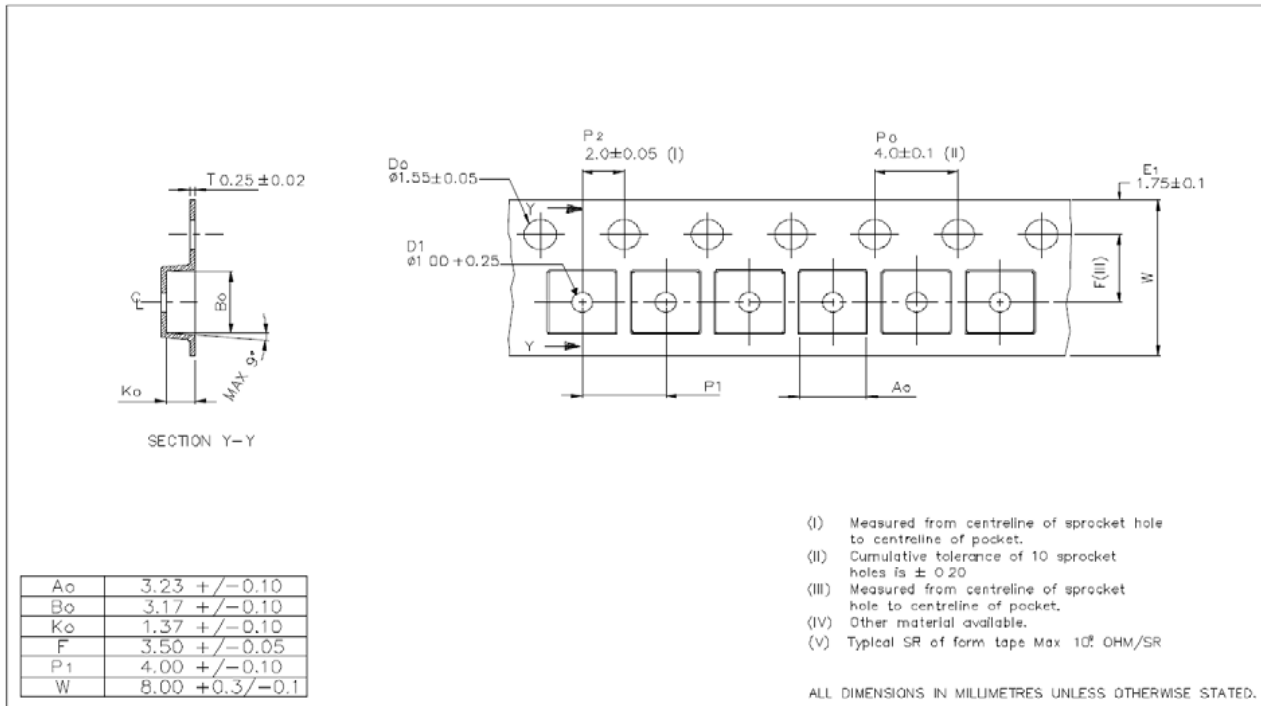 P2
2.0±0.05 (I)
Po
4.0±0.1 (II)
Do
ø1.55±0.05
E1
1.75±0.1
T 0.25±0.02
Y
D1
ø1.00 +0.25
F(III)
W
Bo
Y
Ko
MAX 9°
P1
Ao
SECTION Y-Y
(I) Measured from centreline of sprocket hole
to centreline of pocket.
(II) Cumulative tolerance of 10 sprocket
holes is ± 0.20
(III) Measured from centreline of sprocket
hole to centreline of pocket.
(IV) Other material available.
(V) Typical SR of form tape Max OHM/SR
Ao 3.23 +/-0.10
Bo 3.17 +/-0.10
Ko 1.37 +/-0.10
F 3.50 +/-0.05
P1 4.00 +/-0.10
W 8.00 +0.3/-0.1
ALL DIMENSIONS IN MILLIMETRES UNLESS OTHERWISE STATED.